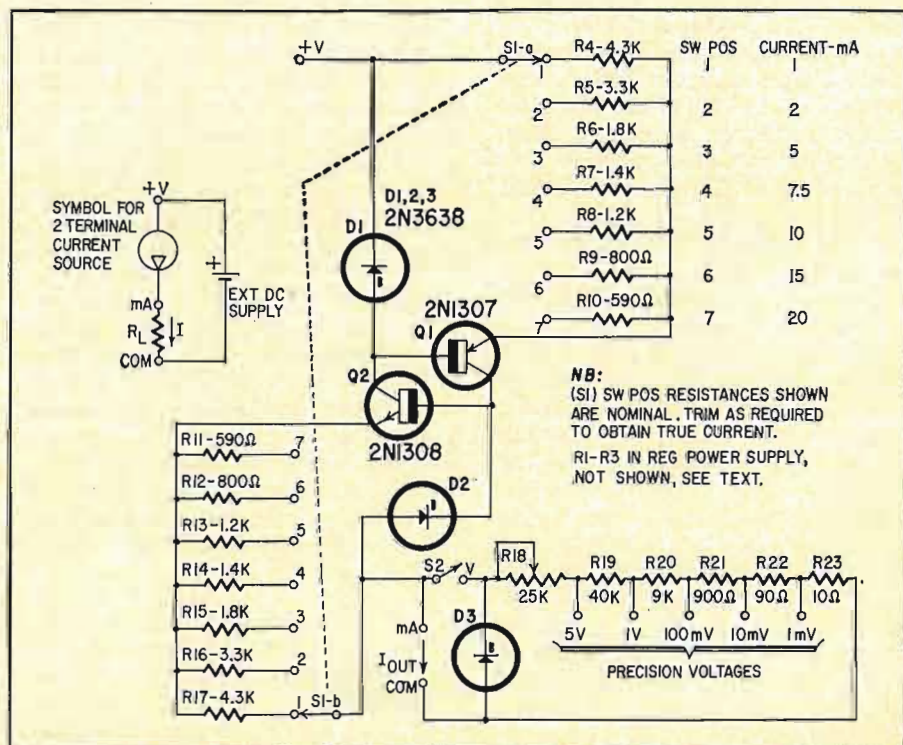 +V
S1-a
R4-4.3K
SW POS
CURRENT-mA
1
1
1
R5-3.3K
2
2
2
R6-1.8K
3
3
5
R7-1.4K
4
4
7.5
R8-1.2K
5
5
10
R9-800Ω
6
6
15
R10-590Ω
7
7
20
+V
SYMBOL FOR
2 TERMINAL
CURRENT
SOURCE
+
EXT DC
SUPPLY
mA
RL
I
COM
D1,2,3
2N3638
D1
B
2N1307
Q1
Q2
2N1308
NB:
(S1) SW POS RESISTANCES SHOWN
ARE NOMINAL. TRIM AS REQUIRED
TO OBTAIN TRUE CURRENT.
R1-R3 IN REG POWER SUPPLY,
NOT SHOWN, SEE TEXT.
R11-590Ω
7
R12-800Ω
6
R13-1.2K
5
R14-1.4K
4
R15-1.8K
3
R16-3.3K
2
R17-4.3K
1
S1-b
D2
B
S2
V
R18
25K
R19
40K
R20
9K
R21
900Ω
R22
90Ω
R23
10Ω
mA
IOUT
COM
D3
B
5V
1V
100mV
10mV
1mV
PRECISION VOLTAGES